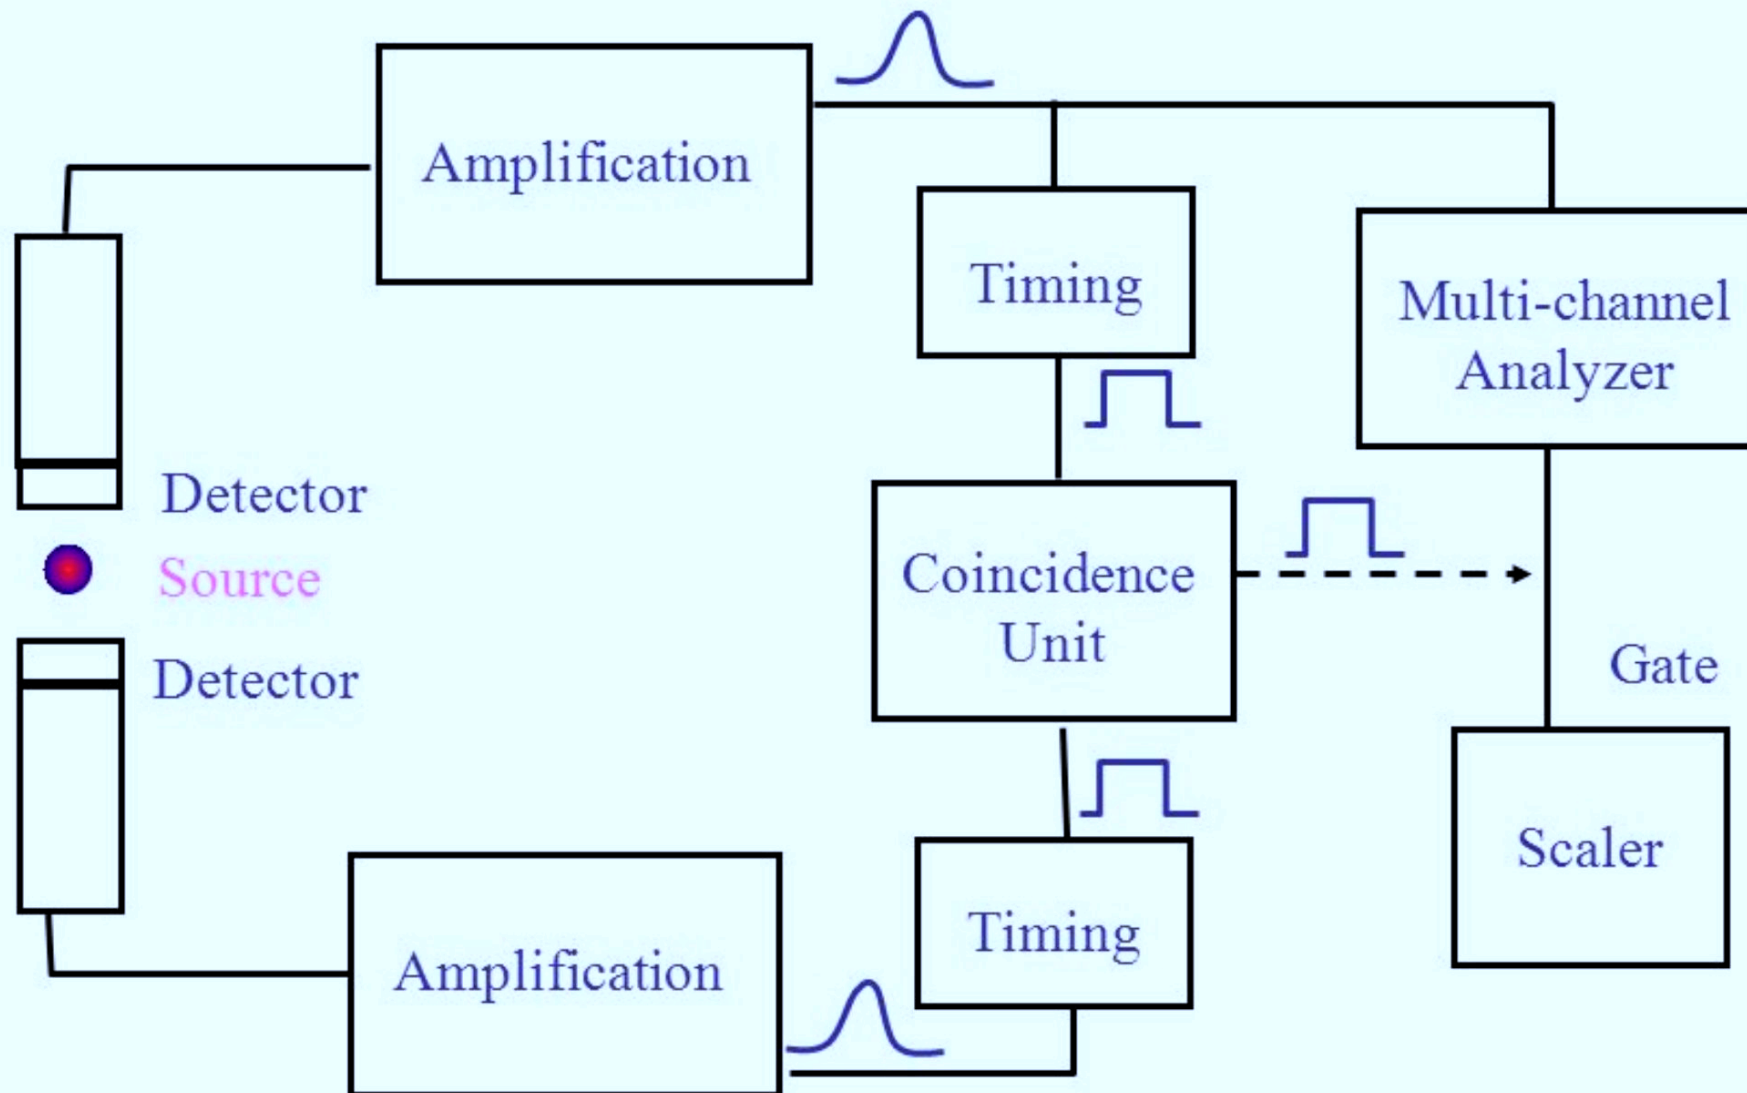 Amplification
Timing
Multi-channel
Analyzer
Detector
Source
Detector
Coincidence
Unit
Gate
Scaler
Timing
Amplification